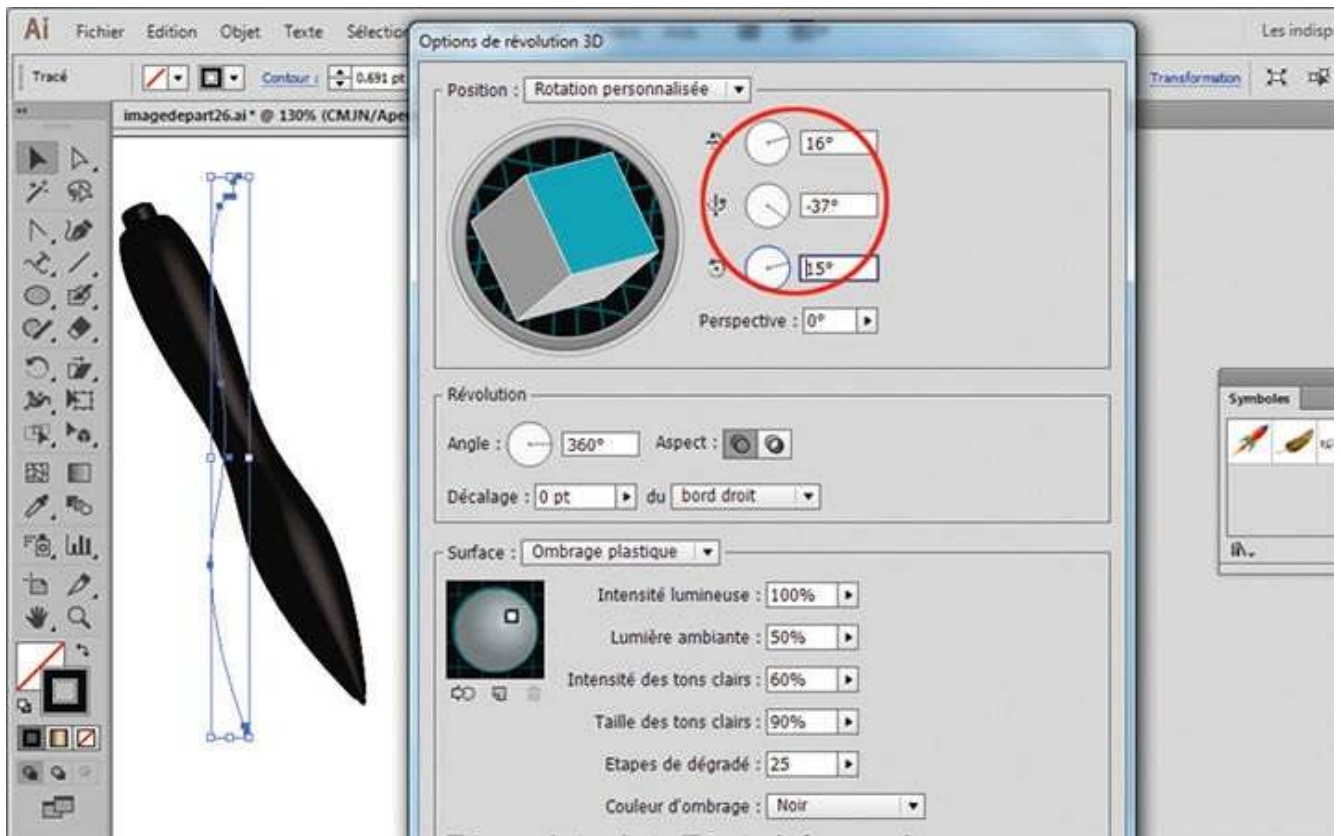 Ai Fichier Edition Objet Texte Sélection
Options de révolution 3D
Les indisp
Tracé
Contour : 0,691 pt
Transformation
imagedepart26.ai* @ 130% (CMJN/Aper
Position : Rotation personnalisée
16°
-37°
15°
Perspective : 0°
Révolution
Angle : 360° Aspect :
Décalage : 0 pt du bord droit
Symboles
Surface : Ombrage plastique
Intensité lumineuse : 100%
Lumière ambiante : 50%
Intensité des tons clairs : 60%
Taille des tons clairs : 90%
Etapes de dégradé : 25
Couleur d'ombrage : Noir